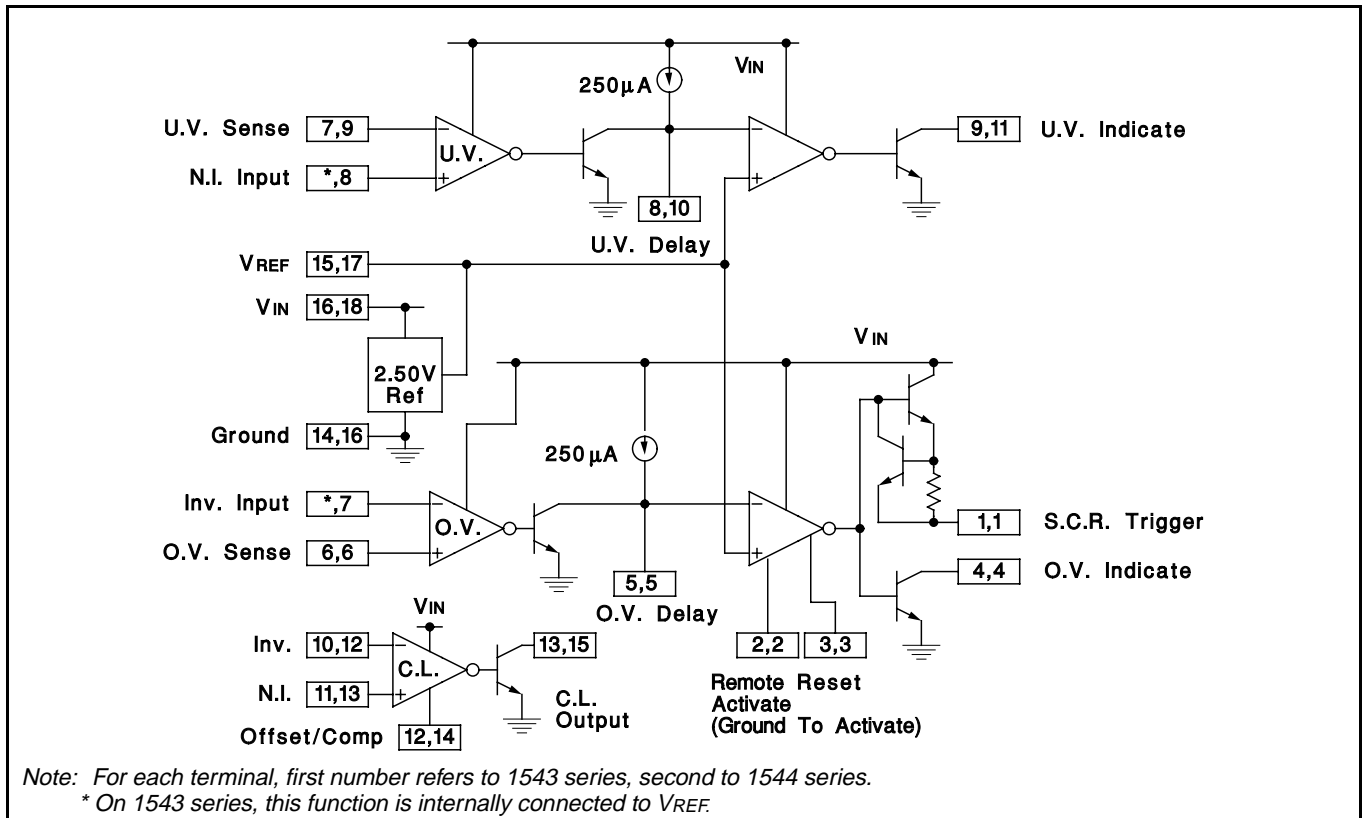 VIN
250µA
U.V. Sense 7,9
U.V.
9,11 U.V. Indicate
N.I. Input *,8
8,10
U.V. Delay
VREF 15,17
VIN 16,18
VIN
2.50V
Ref
Ground 14,16
250µA
Inv. Input *,7
O.V.
1,1 S.C.R. Trigger
O.V. Sense 6,6
4,4 O.V. Indicate
5,5
O.V. Delay
VIN
Inv. 10,12
13,15
2,2 3,3
C.L.
N.I. 11,13
C.L.
Output
Remote Reset
Activate
(Ground To Activate)
Offset/Comp 12,14
Note: For each terminal, first number refers to 1543 series, second to 1544 series.
* On 1543 series, this function is internally connected to VREF.